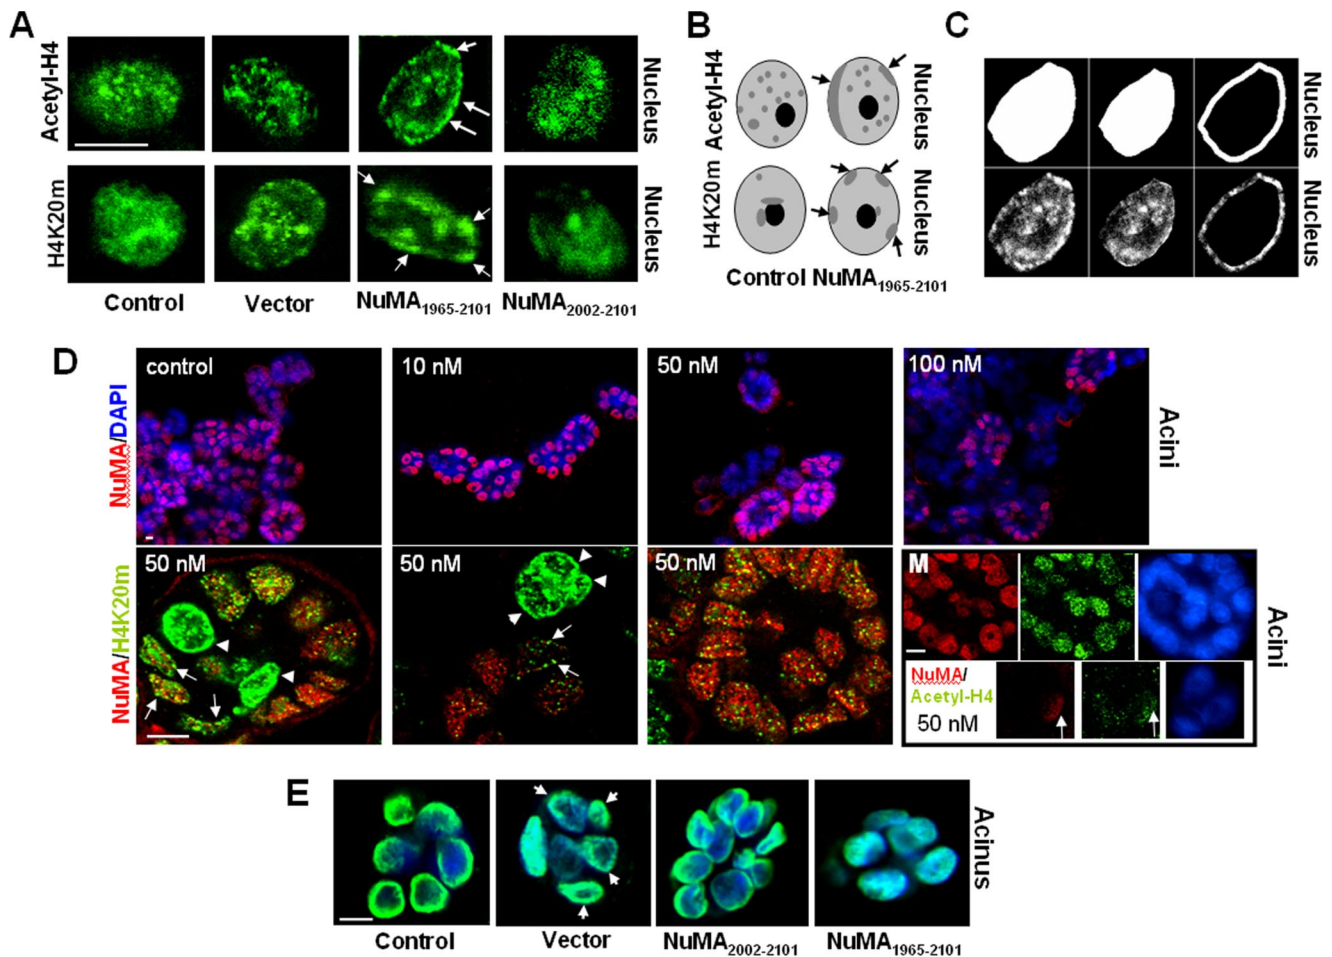 A
Acetyl-H4
Nucleus
H4K20m
Nucleus
Control
Vector
NuMA1965-2101
NuMA2002-2101
B
Acetyl-H4
Nucleus
H4K20m
Nucleus
Control NuMA1965-2101
C
Nucleus
Nucleus
D
NuMA/DAPI
control
10 nM
50 nM
100 nM
Acini
NuMA/H4K20m
50 nM
50 nM
50 nM
M
NuMA/
Acetyl-H4
50 nM
Acini
E
Acinus
Control
Vector
NuMA2002-2101
NuMA1965-2101